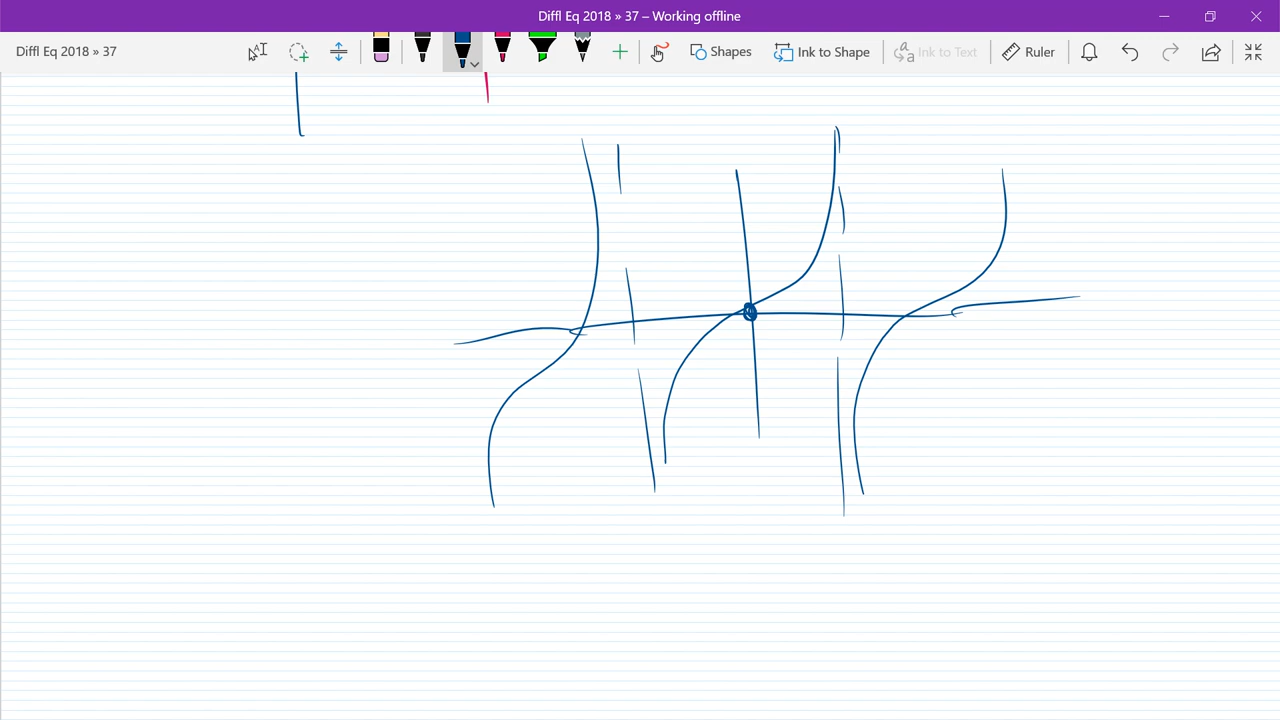 Diffl Eq 2018 » 37 – Working offline
Diffl Eq 2018 » 37
Shapes
Ink to Shape
Ink to Text
Ruler